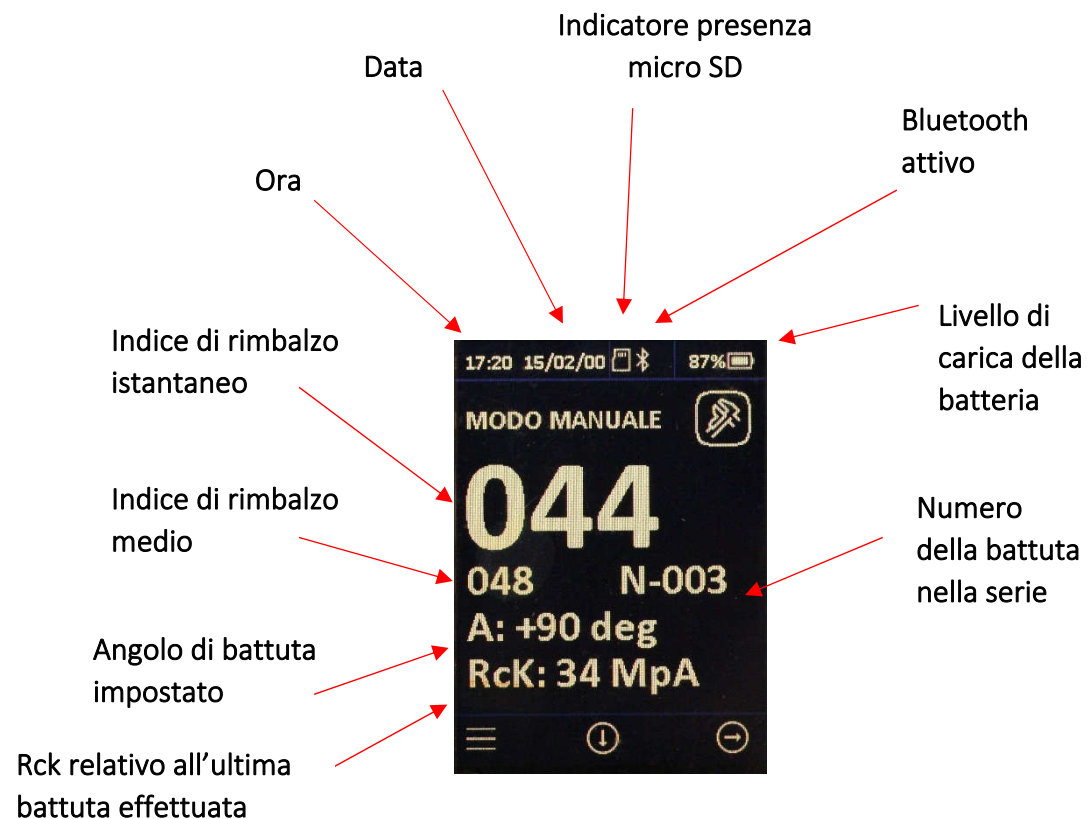 Indicatore presenza
micro SD
Data
Bluetooth
attivo
Ora
Livello di
carica della
batteria
Indice di rimbalzo
istantaneo
17:20 15/02/00 87%
MODO MANUALE
044
Indice di rimbalzo
medio
048 N-003
Numero
della battuta
nella serie
A: +90 deg
Angolo di battuta
impostato
RcK: 34 MpA
Rck relativo all’ultima
battuta effettuata